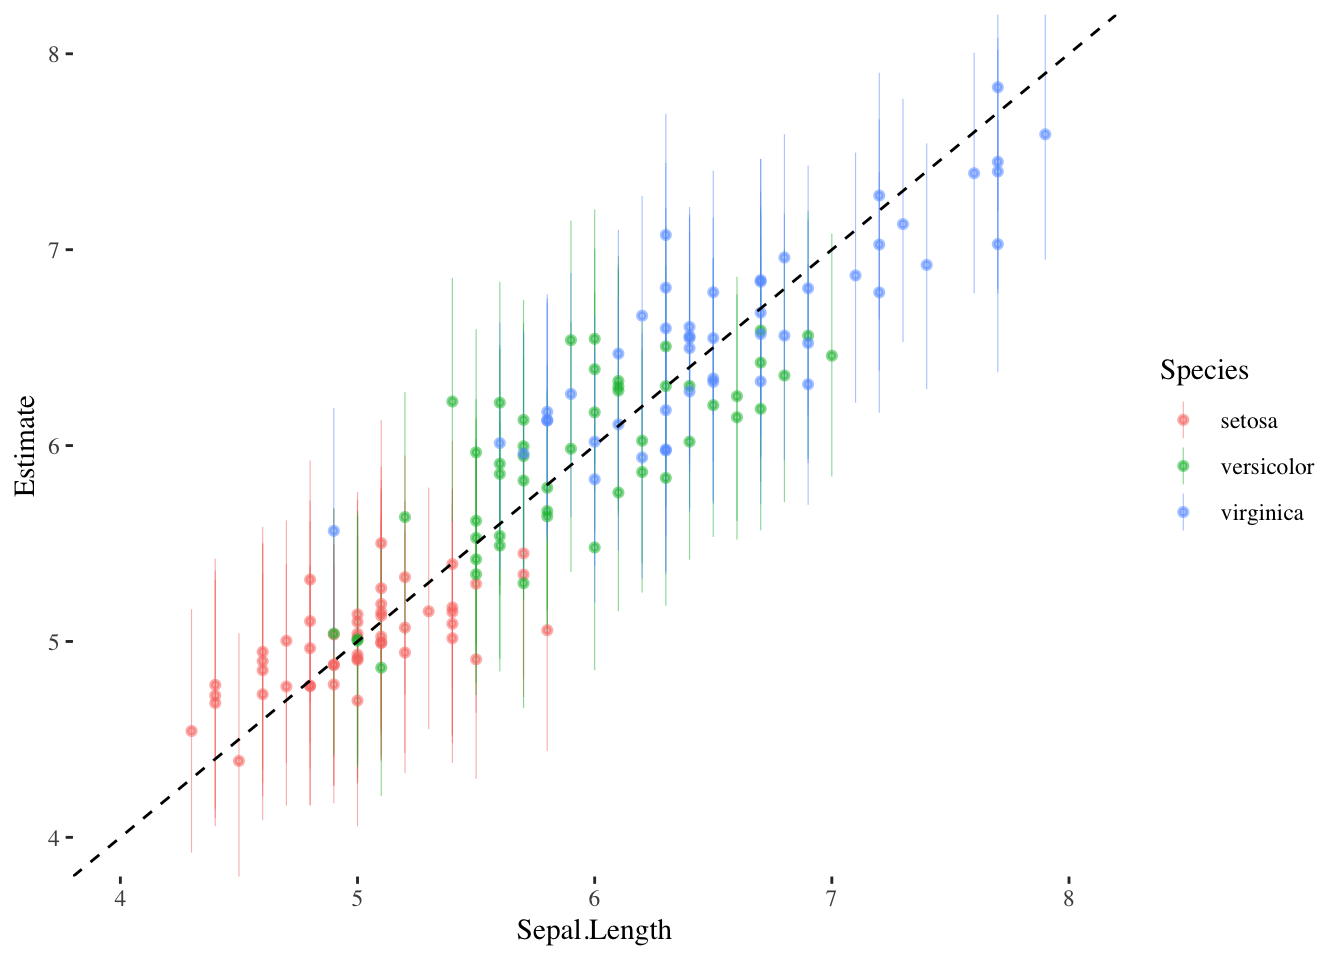 8
7
6
5
4
Estimate
4 5 6 7 8
Sepal.Length
Species
setosa
versicolor
virginica